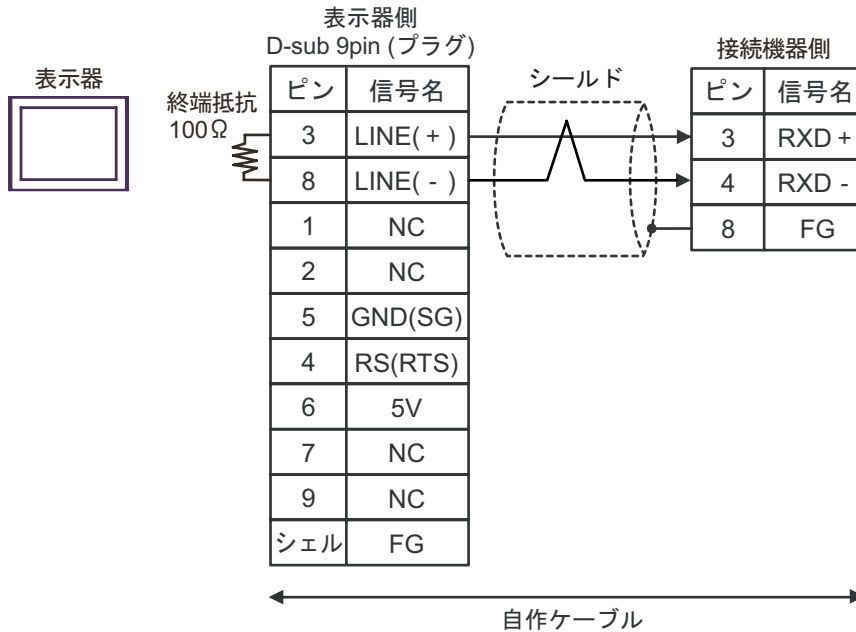 表示器側
D-sub 9pin (プラグ)
接続機器側
表示器
終端抵抗
100Ω
シールド
ピン 信号名
3 LINE( + )
8 LINE( - )
1 NC
2 NC
5 GND(SG)
4 RS(RTS)
6 5V
7 NC
9 NC
シェル FG
ピン 信号名
3 RXD +
4 RXD -
8 FG
自作ケーブル